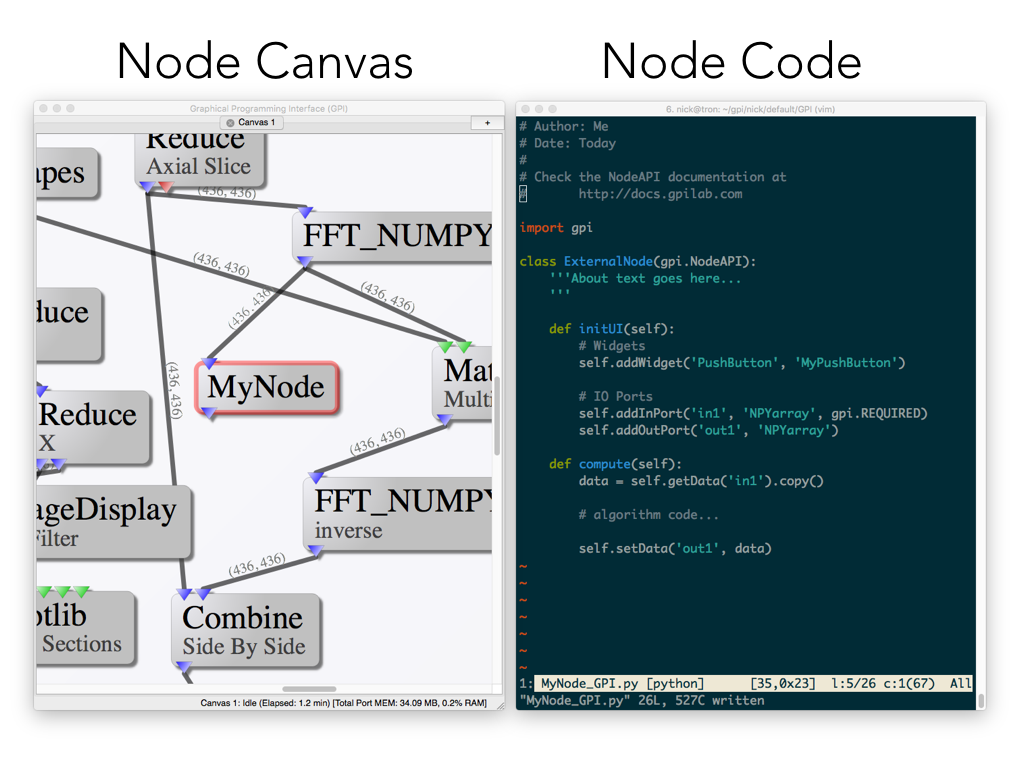 Node Canvas
Node Code
Graphical Programming Interface (GPI)
Canvas 1
+
Reduce
Axial Slice
apes
(436, 436)
FFT_NUMPY
(436, 436)
(436, 436)
(436, 436)
duce
MyNode
Mat
Multi
(436, 436)
Reduce
X
(436, 436)
FFT_NUMPY
inverse
ageDisplay
Filter
(436, 436)
otlib
Sections
Combine
Side By Side
Canvas 1: Idle (Elapsed: 1.2 min) [Total Port MEM: 34.09 MB, 0.2% RAM]
6. nick@tron: ~/gpi/nick/default/GPI (vim)
# Author: Me
# Date: Today
#
# Check the NodeAPI documentation at
#       http://docs.gpilab.com
import gpi
class ExternalNode(gpi.NodeAPI):
    '''About text goes here...
    '''
    def initUI(self):
        # Widgets
        self.addWidget('PushButton', 'MyPushButton')
        # IO Ports
        self.addInPort('in1', 'NPYarray', gpi.REQUIRED)
        self.addOutPort('out1', 'NPYarray')
    def compute(self):
        data = self.getData('in1').copy()
        # algorithm code...
        self.setData('out1', data)
~
~
~
~
~
~
~
1: MyNode_GPI.py [python]      [35,0x23]  l:5/26 c:1(67)  All
"MyNode_GPI.py" 26L, 527C written